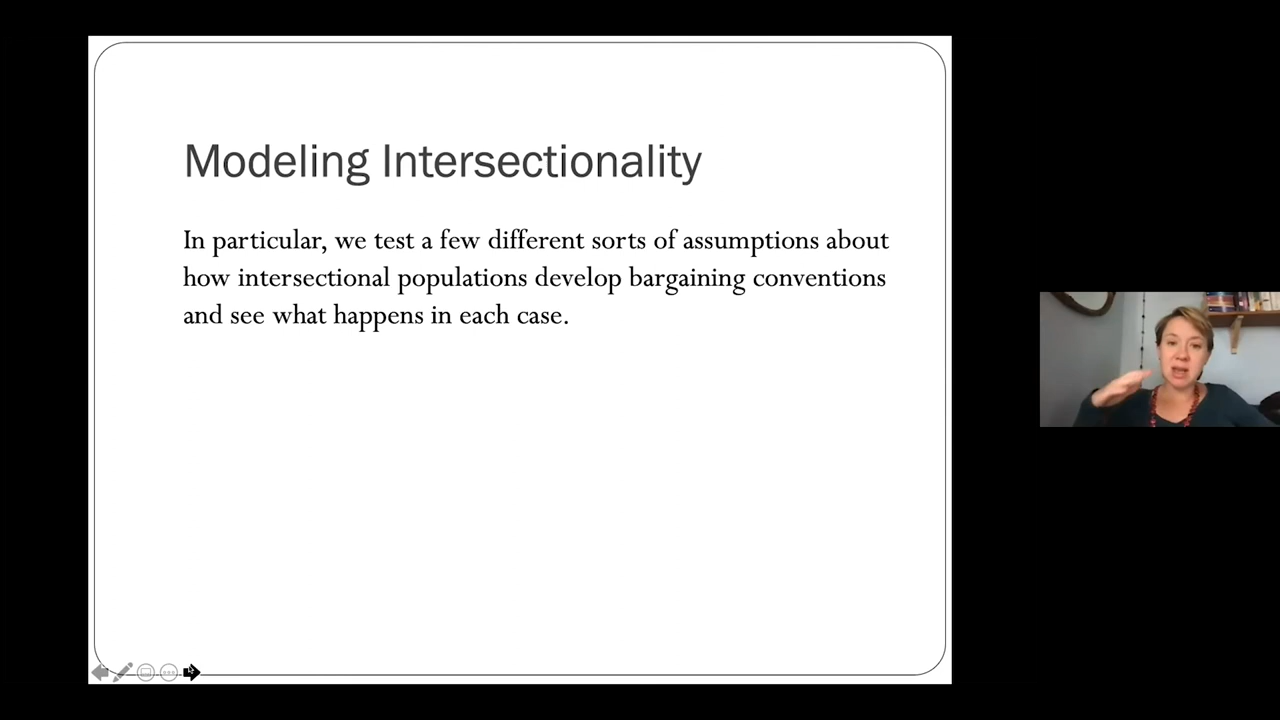 Modeling Intersectionality
In particular, we test a few different sorts of assumptions about
how intersectional populations develop bargaining conventions
and see what happens in each case.